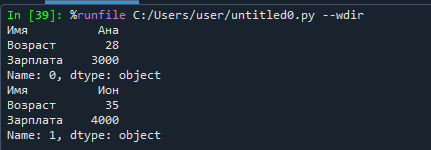 In [39]: %runfile C:/Users/user/untitled0.py --wdir
Имя          Ана
Возраст       28
Зарплата    3000
Name: 0, dtype: object
Имя          Ион
Возраст       35
Зарплата    4000
Name: 1, dtype: object